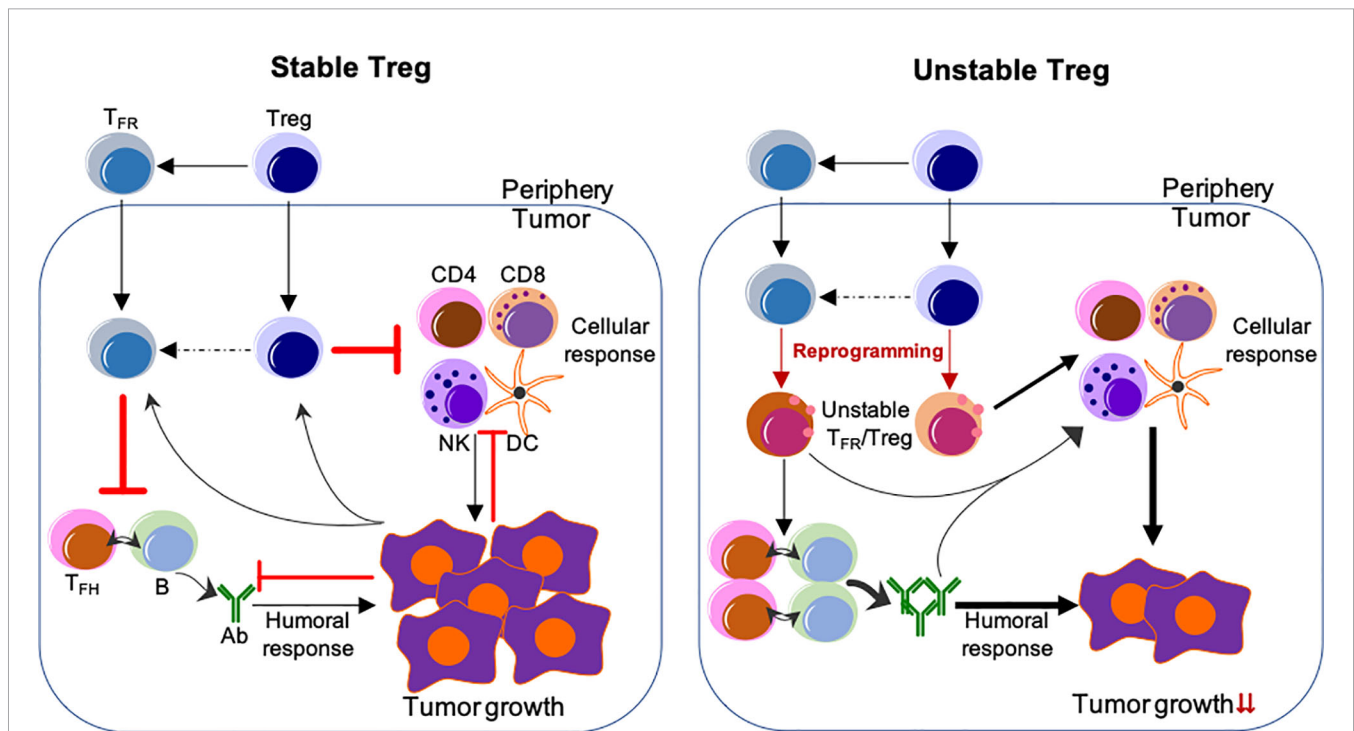 Stable Treg
TFR
Treg
Periphery
Tumor
CD4
CD8
Cellular
response
NK
DC
TFH
B
Ab
Humoral
response
Tumor growth
Unstable Treg
Periphery
Tumor
Reprogramming
Unstable
TFR/Treg
Cellular
response
Humoral
response
Tumor growth⇊